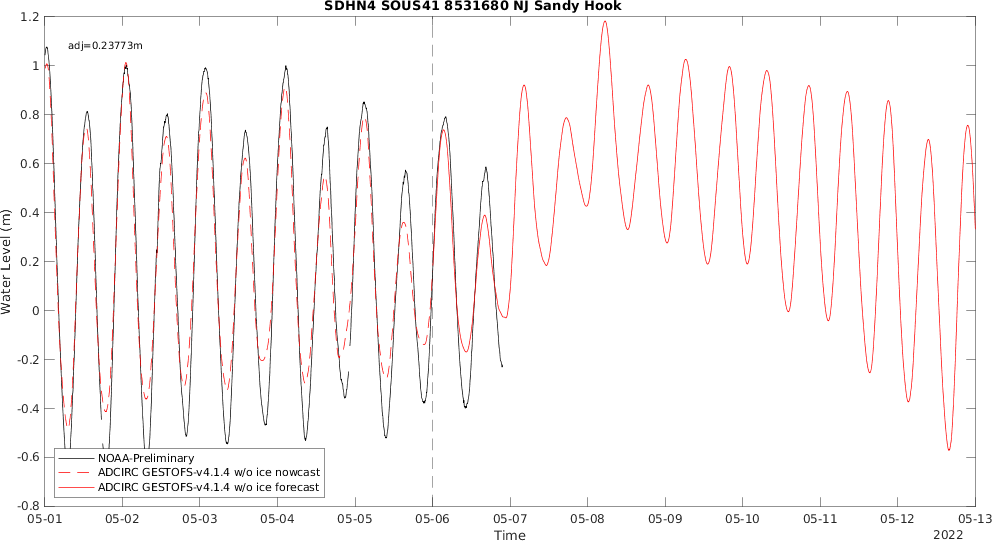 SDHN4 SOUS41 8531680 NJ Sandy Hook
adj=0.23773m
Water Level (m)
1.2
1
0.8
0.6
0.4
0.2
0
-0.2
-0.4
-0.6
-0.8
NOAA-Preliminary
ADCIRC GESTOFS-v4.1.4 w/o ice nowcast
ADCIRC GESTOFS-v4.1.4 w/o ice forecast
05-01 05-02 05-03 05-04 05-05 05-06 05-07 05-08 05-09 05-10 05-11 05-12 05-13
Time
2022